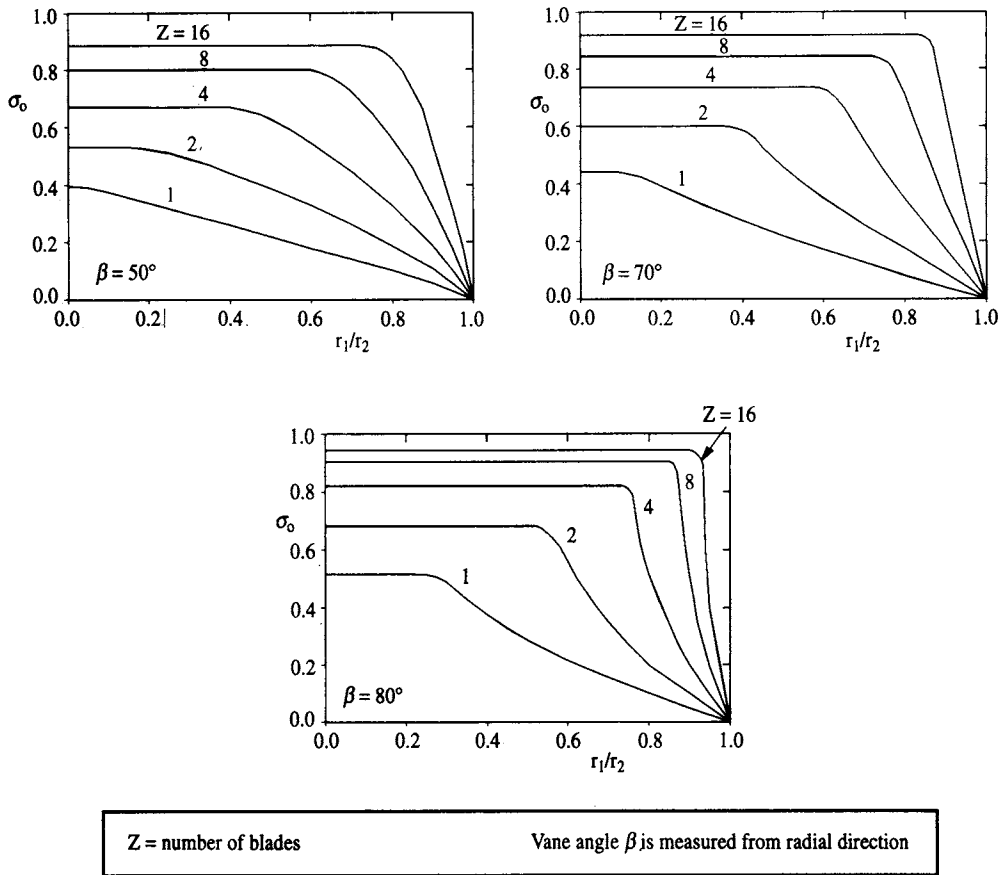 1.0
0.8
0.6
0.4
0.2
0.0
σo
Z = 16
8
4
2
1
β = 50°
0.0 0.2 0.4 0.6 0.8 1.0
r1/r2
1.0
0.8
0.6
0.4
0.2
0.0
Z = 16
8
4
2
1
β = 70°
0.0 0.2 0.4 0.6 0.8 1.0
r1/r2
1.0
0.8
0.6
0.4
0.2
0.0
σo
Z = 16
8
4
2
1
β = 80°
0.0 0.2 0.4 0.6 0.8 1.0
r1/r2
Z = number of blades
Vane angle β is measured from radial direction